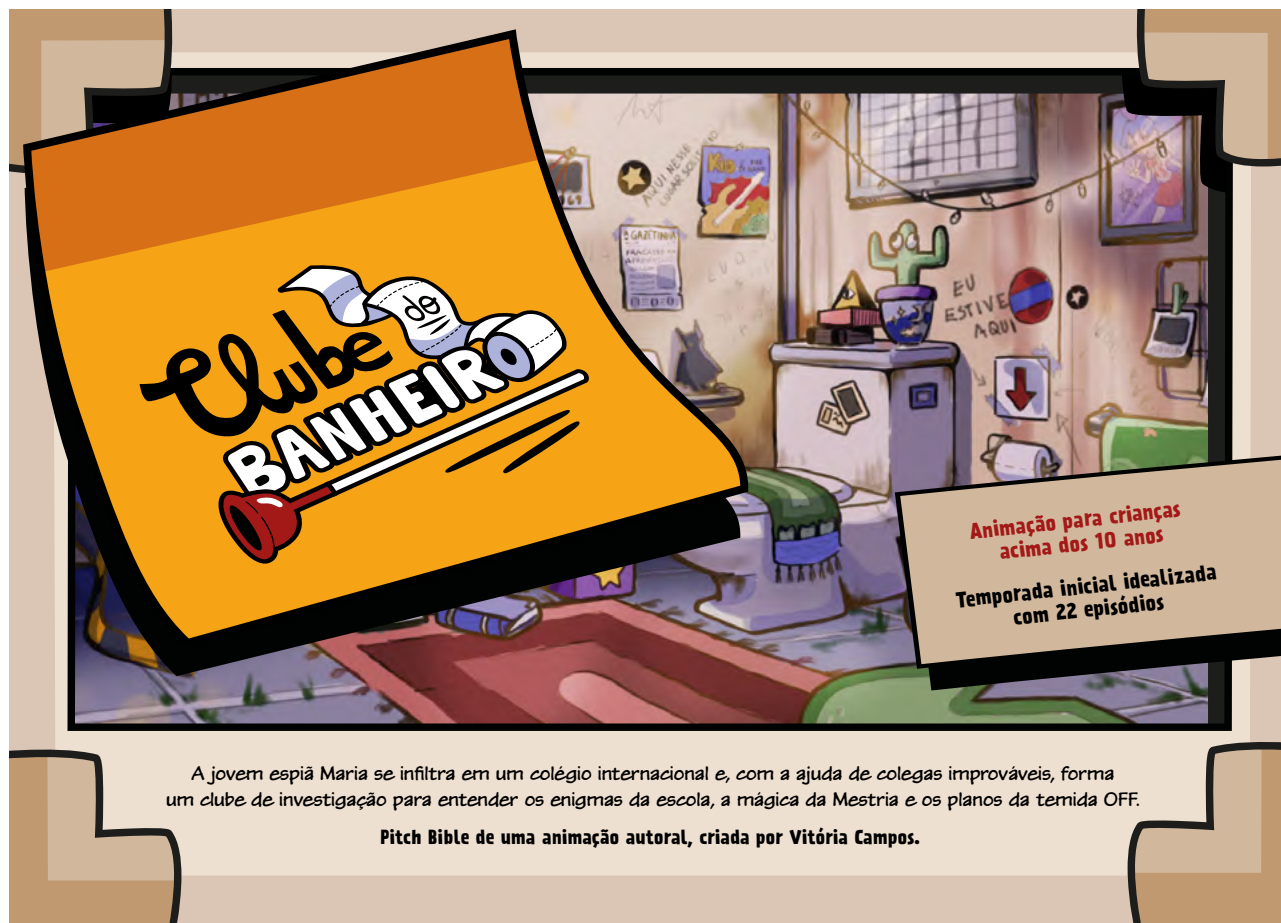 Clube
do
BANHEIRO
AQUI NESSE
LUGAR SOLI
KID
GAZETINHA
EU
ESTIVE
AQUI
Animação para crianças
acima dos 10 anos
Temporada inicial idealizada
com 22 episódios
A jovem espiã Maria se infiltra em um colégio internacional e, com a ajuda de colegas improváveis, forma
um clube de investigação para entender os enigmas da escola, a mágica da Mestria e os planos da temida OFF.
Pitch Bible de uma animação autoral, criada por Vitória Campos.